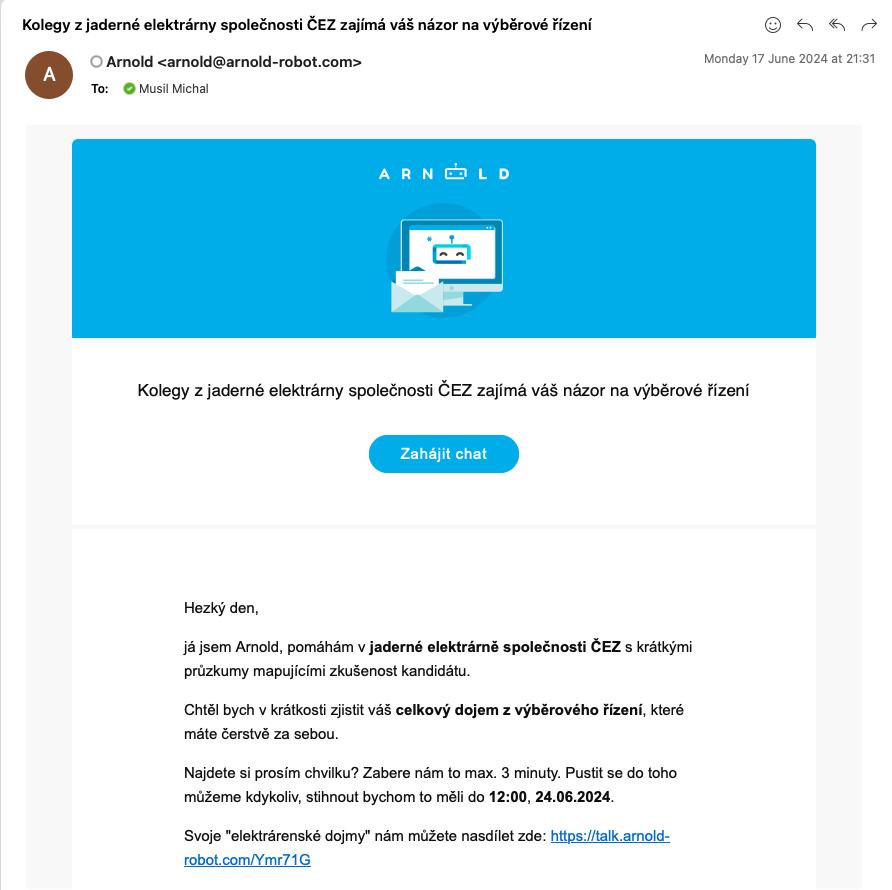 Kolegy z jaderné elektrárny společnosti ČEZ zajímá váš názor na výběrové řízení
A
Arnold <arnold@arnold-robot.com>
Monday 17 June 2024 at 21:31
To: Musil Michal
ARNOLD
Kolegy z jaderné elektrárny společnosti ČEZ zajímá váš názor na výběrové řízení
Zahájit chat
Hezký den,
já jsem Arnold, pomáhám v jaderné elektrárně společnosti ČEZ s krátkými
průzkumy mapujícími zkušenost kandidátu.
Chtěl bych v krátkosti zjistit váš celkový dojem z výběrového řízení, které
máte čerstvě za sebou.
Najdete si prosím chvilku? Zabere nám to max. 3 minuty. Pustit se do toho
můžeme kdykoliv, stihnout bychom to měli do 12:00, 24.06.2024.
Svoje "elektrárenské dojmy" nám můžete nasdílet zde: https://talk.arnold-
robot.com/Ymr71G